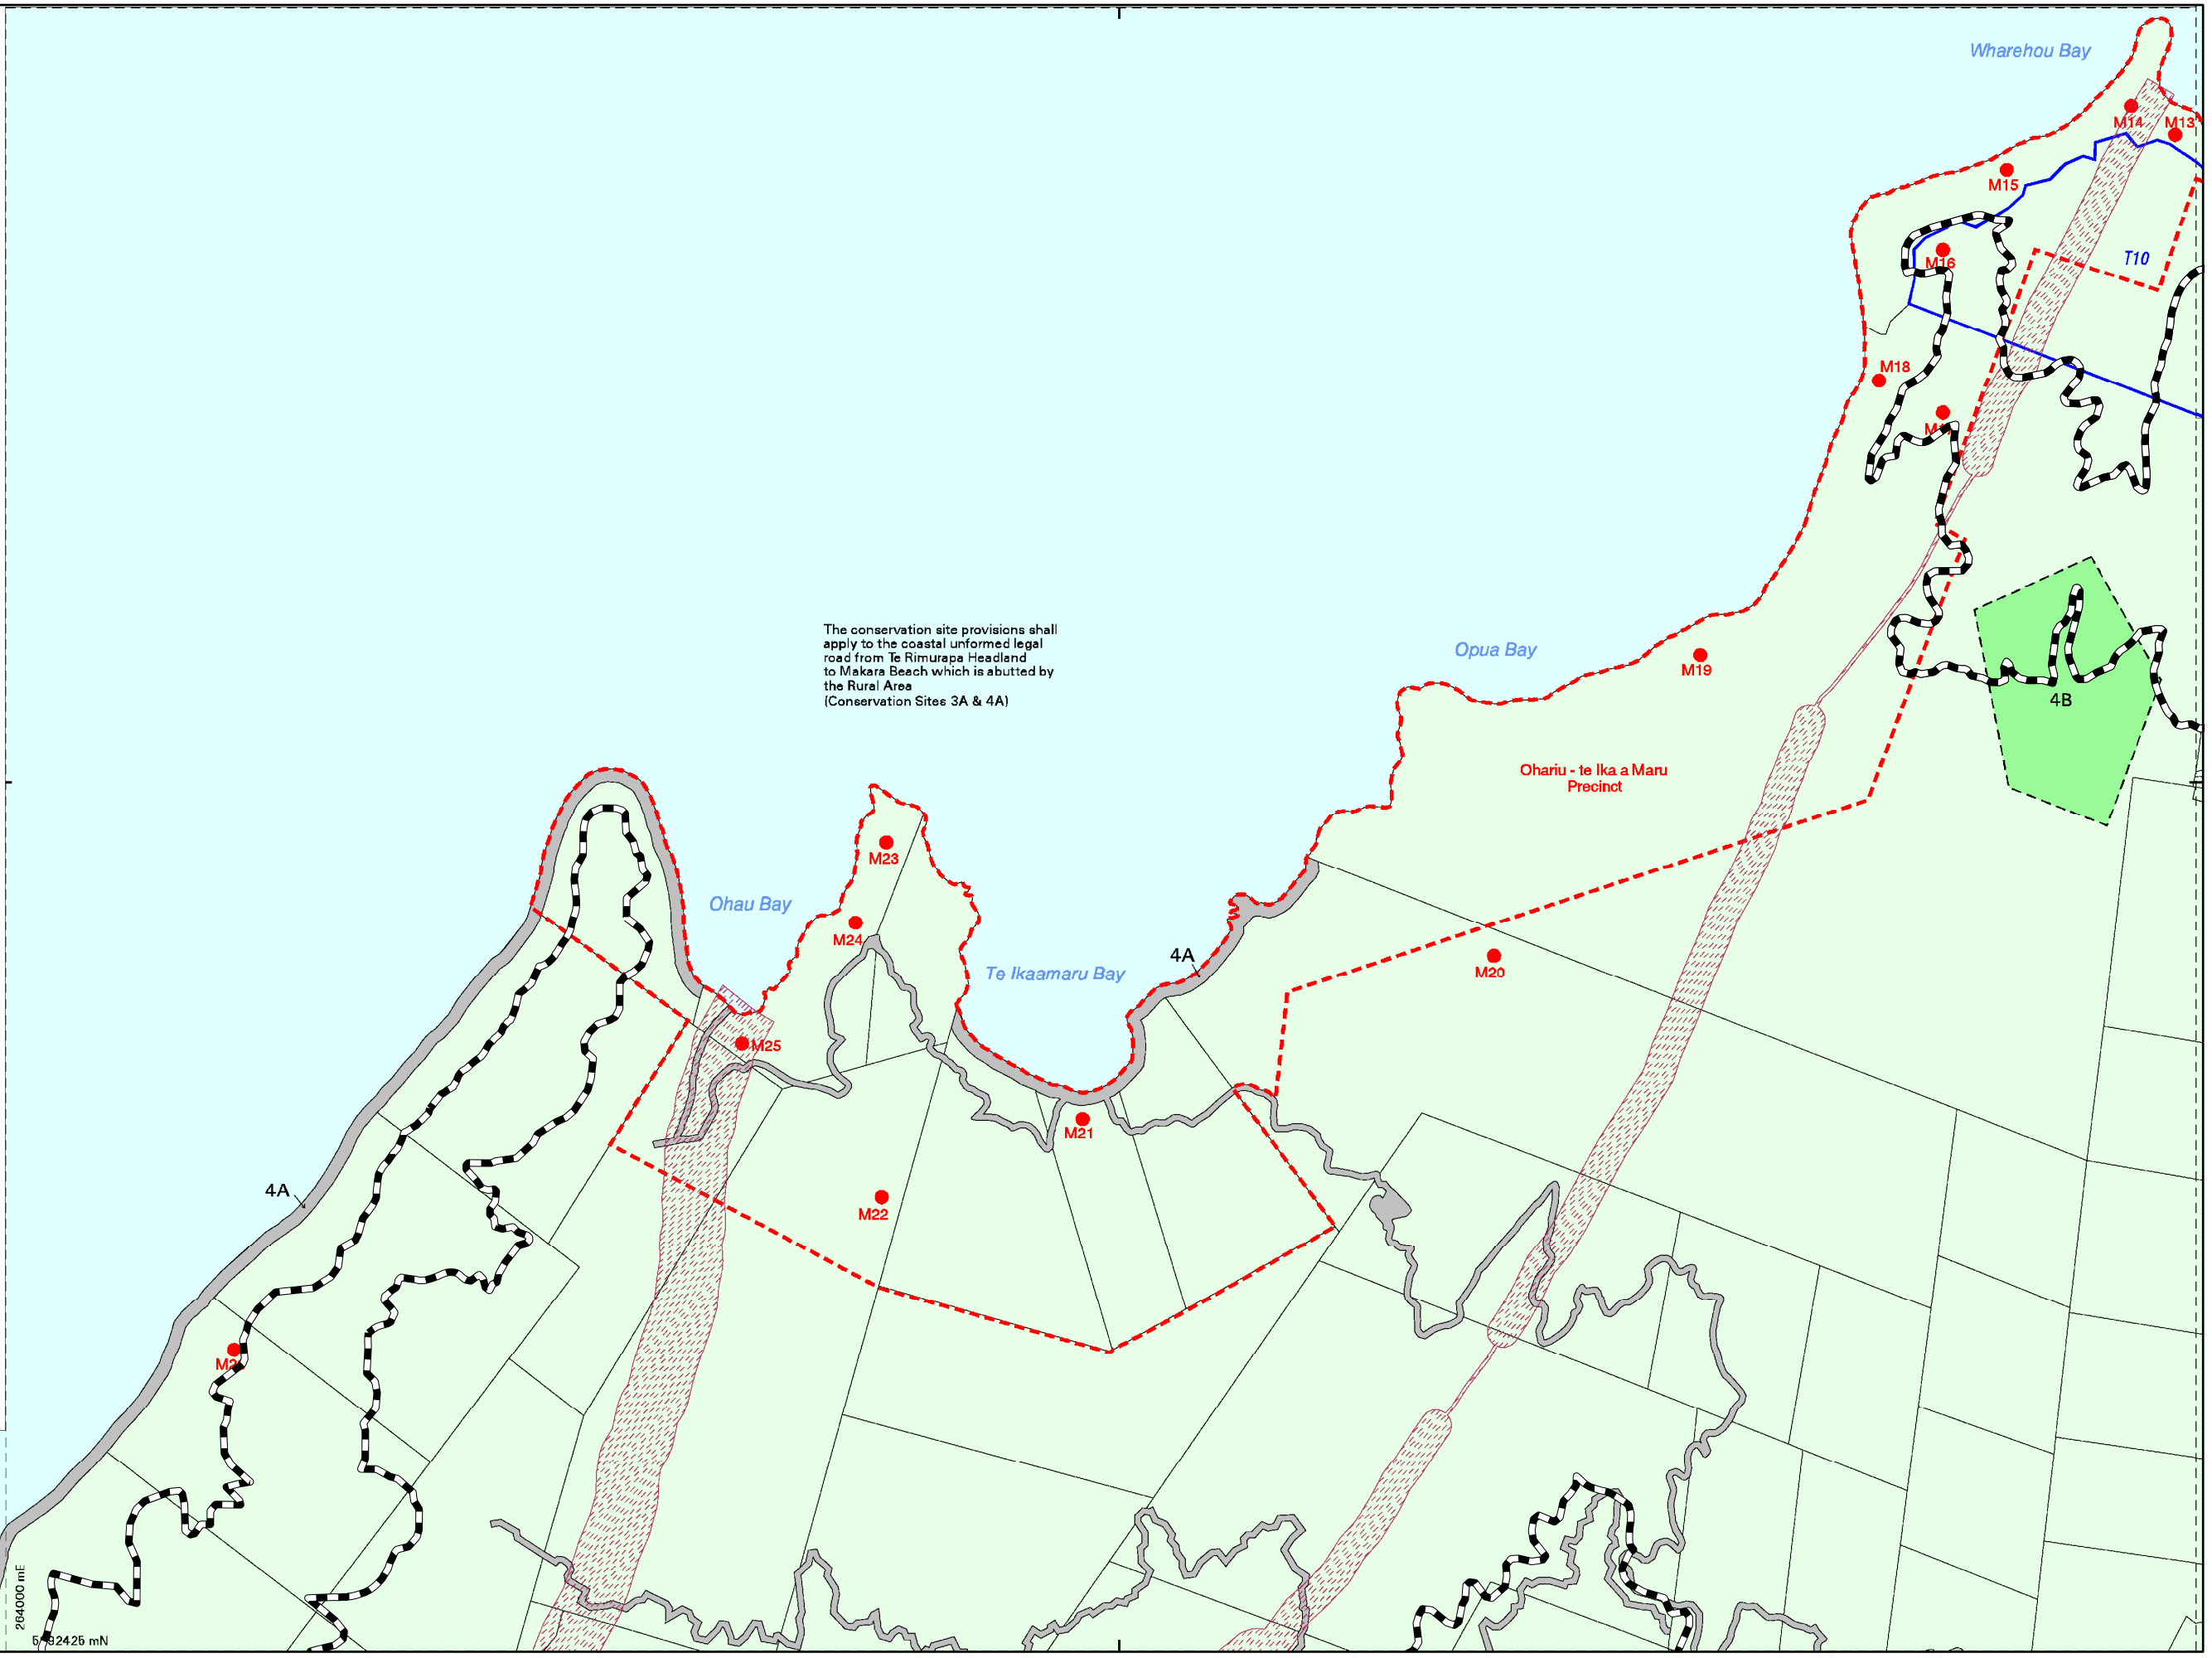 Wharehou Bay
M14
M13
M15
T10
M16
M18
The conservation site provisions shall
apply to the coastal unformed legal
road from Te Rimurapa Headland
to Makara Beach which is abutted by
the Rural Area
(Conservation Sites 3A & 4A)
Opua Bay
M19
4B
Ohariu - te Ika a Maru
Precinct
M23
Ohau Bay
M24
4A
Te Ikaamaru Bay
M20
M25
M21
4A
M22
264000 mE
mN